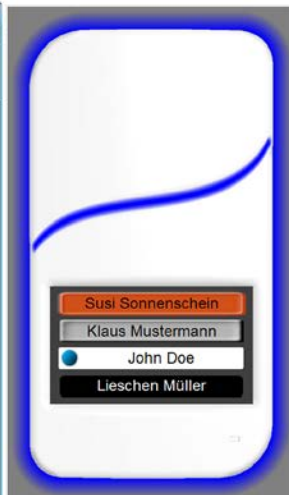 Susi Sonnenschein
Klaus Mustermann
John Doe
Lieschen Müller